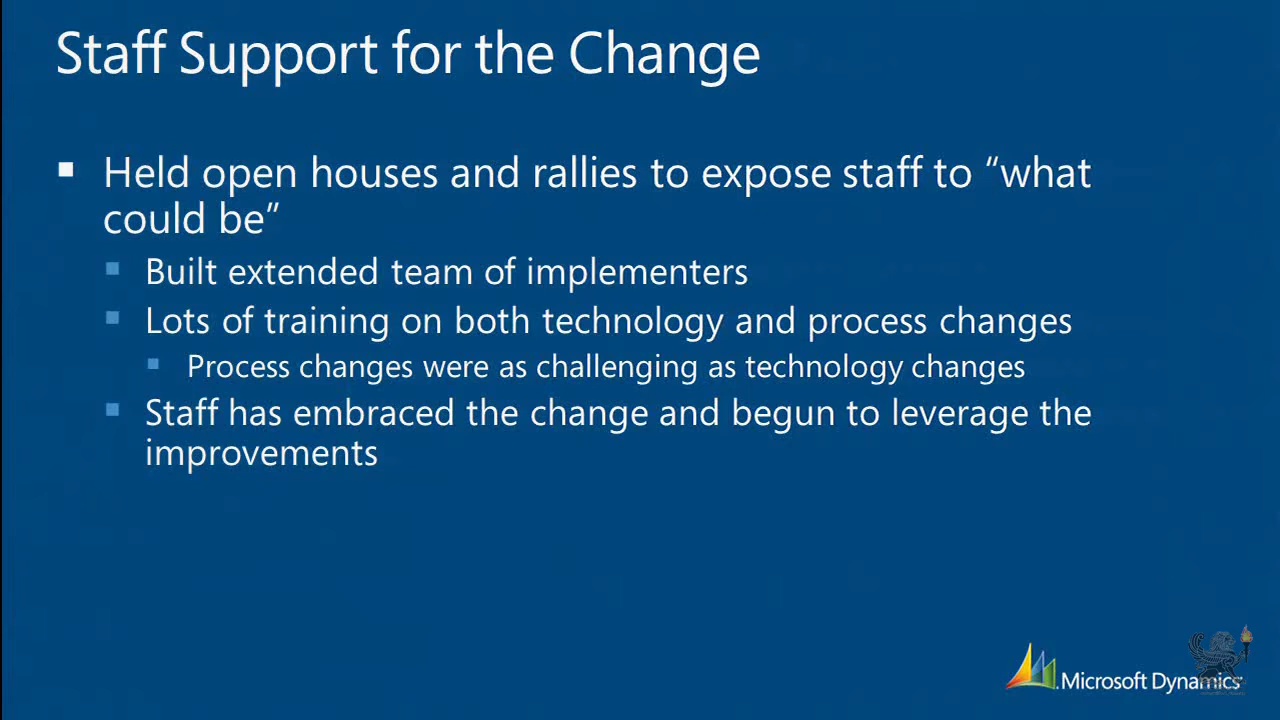 Staff Support for the Change
Held open houses and rallies to expose staff to “what
could be”
Built extended team of implementers
Lots of training on both technology and process changes
Process changes were as challenging as technology changes
Staff has embraced the change and begun to leverage the
improvements
Microsoft Dynamics